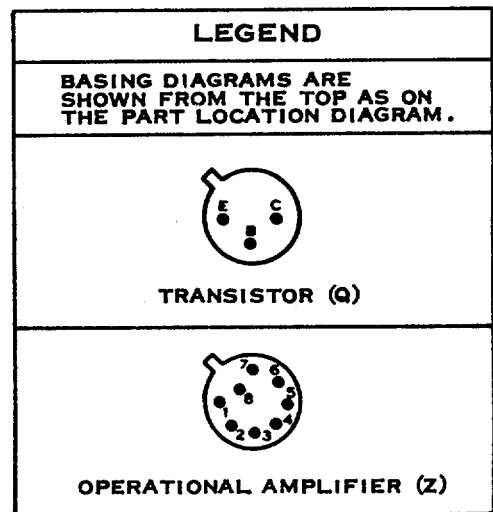 LEGEND
BASING DIAGRAMS ARE
SHOWN FROM THE TOP AS ON
THE PART LOCATION DIAGRAM.
E C
B
TRANSISTOR (Q)
7 6
8 5
1 4
2 3
OPERATIONAL AMPLIFIER (Z)